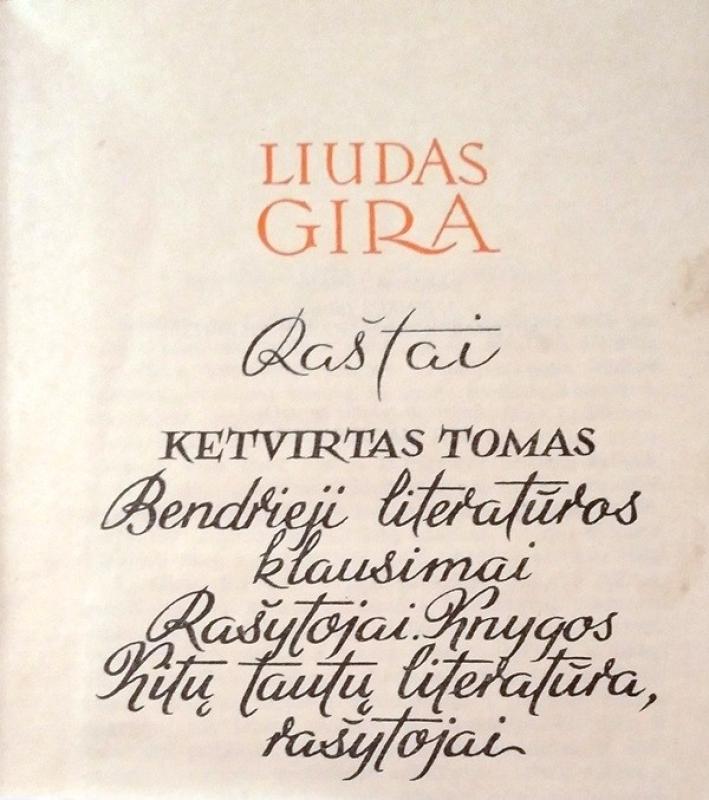 LIUDAS
GIRA
Raštai
KETVIRTAS TOMAS
Bendrieji literatūros
klausimai
Rašytojai. Knygos
Kitų tautų literatūra,
rašytojai